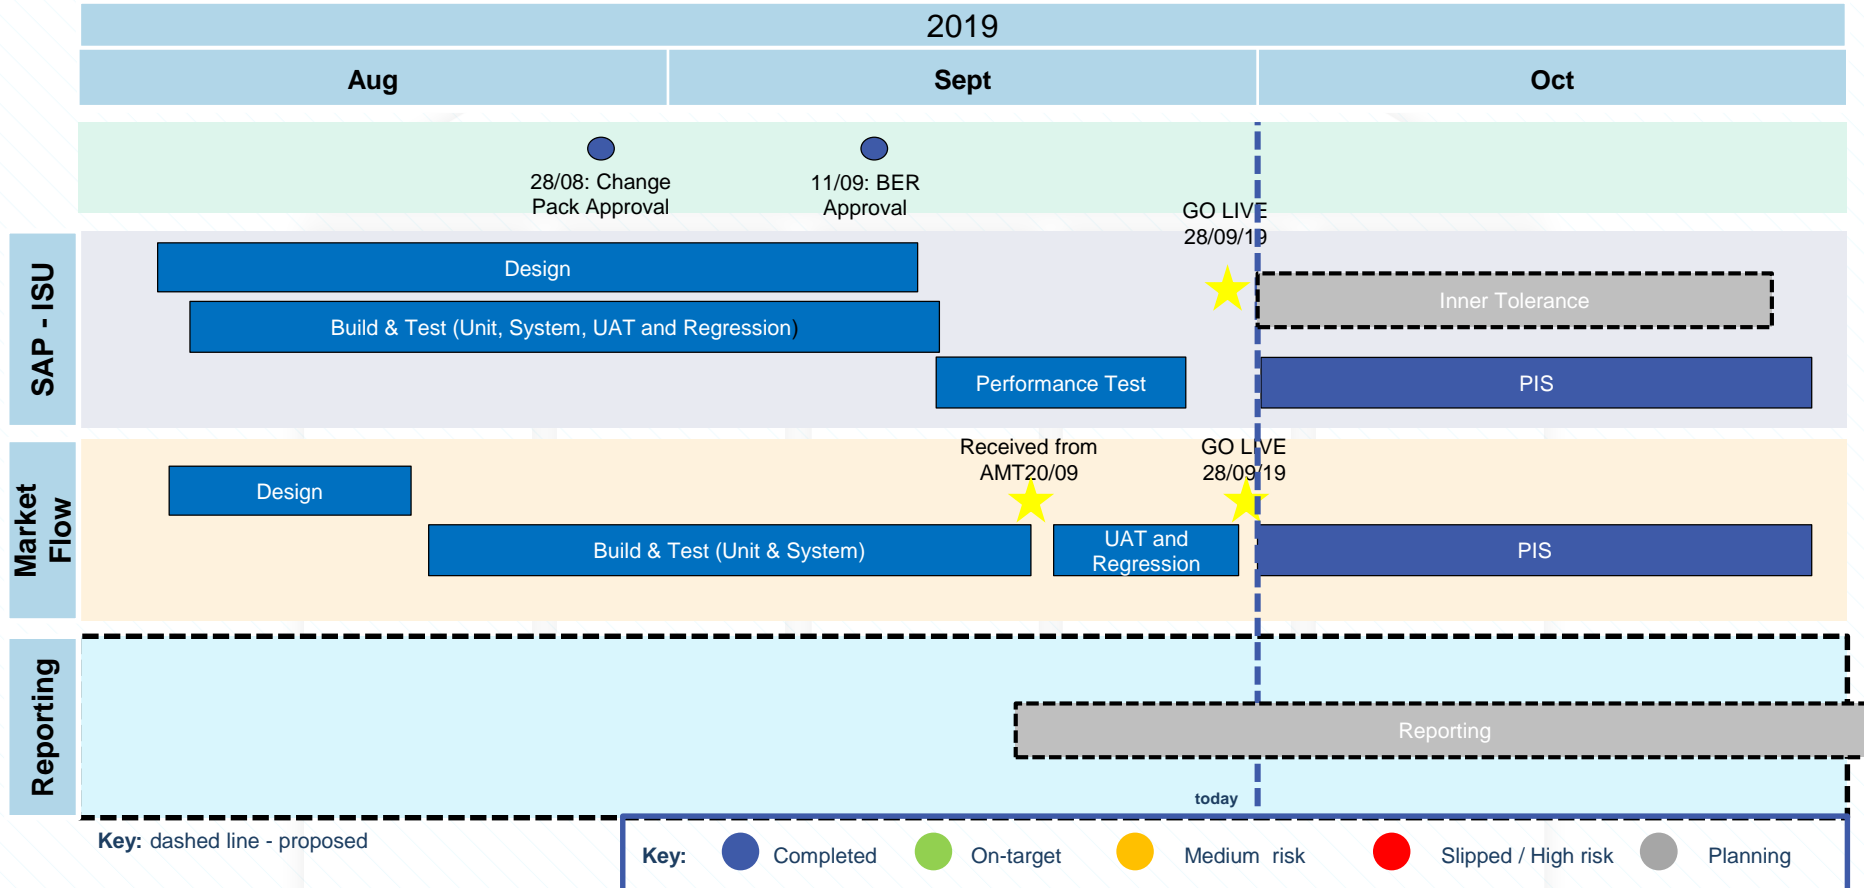 2019
Aug
Sept
Oct
28/08: Change
Pack Approval
11/09: BER
Approval
SAP - ISU
GO LIVE
28/09/19
Design
Inner Tolerance
Build & Test (Unit, System, UAT and Regression)
Performance Test
PIS
Market
Flow
Received from
AMT20/09
GO LIVE
28/09/19
Design
Build & Test (Unit & System)
UAT and
Regression
PIS
Reporting
Reporting
today
Key: dashed line - proposed
Key:
Completed
On-target
Medium risk
Slipped / High risk
Planning